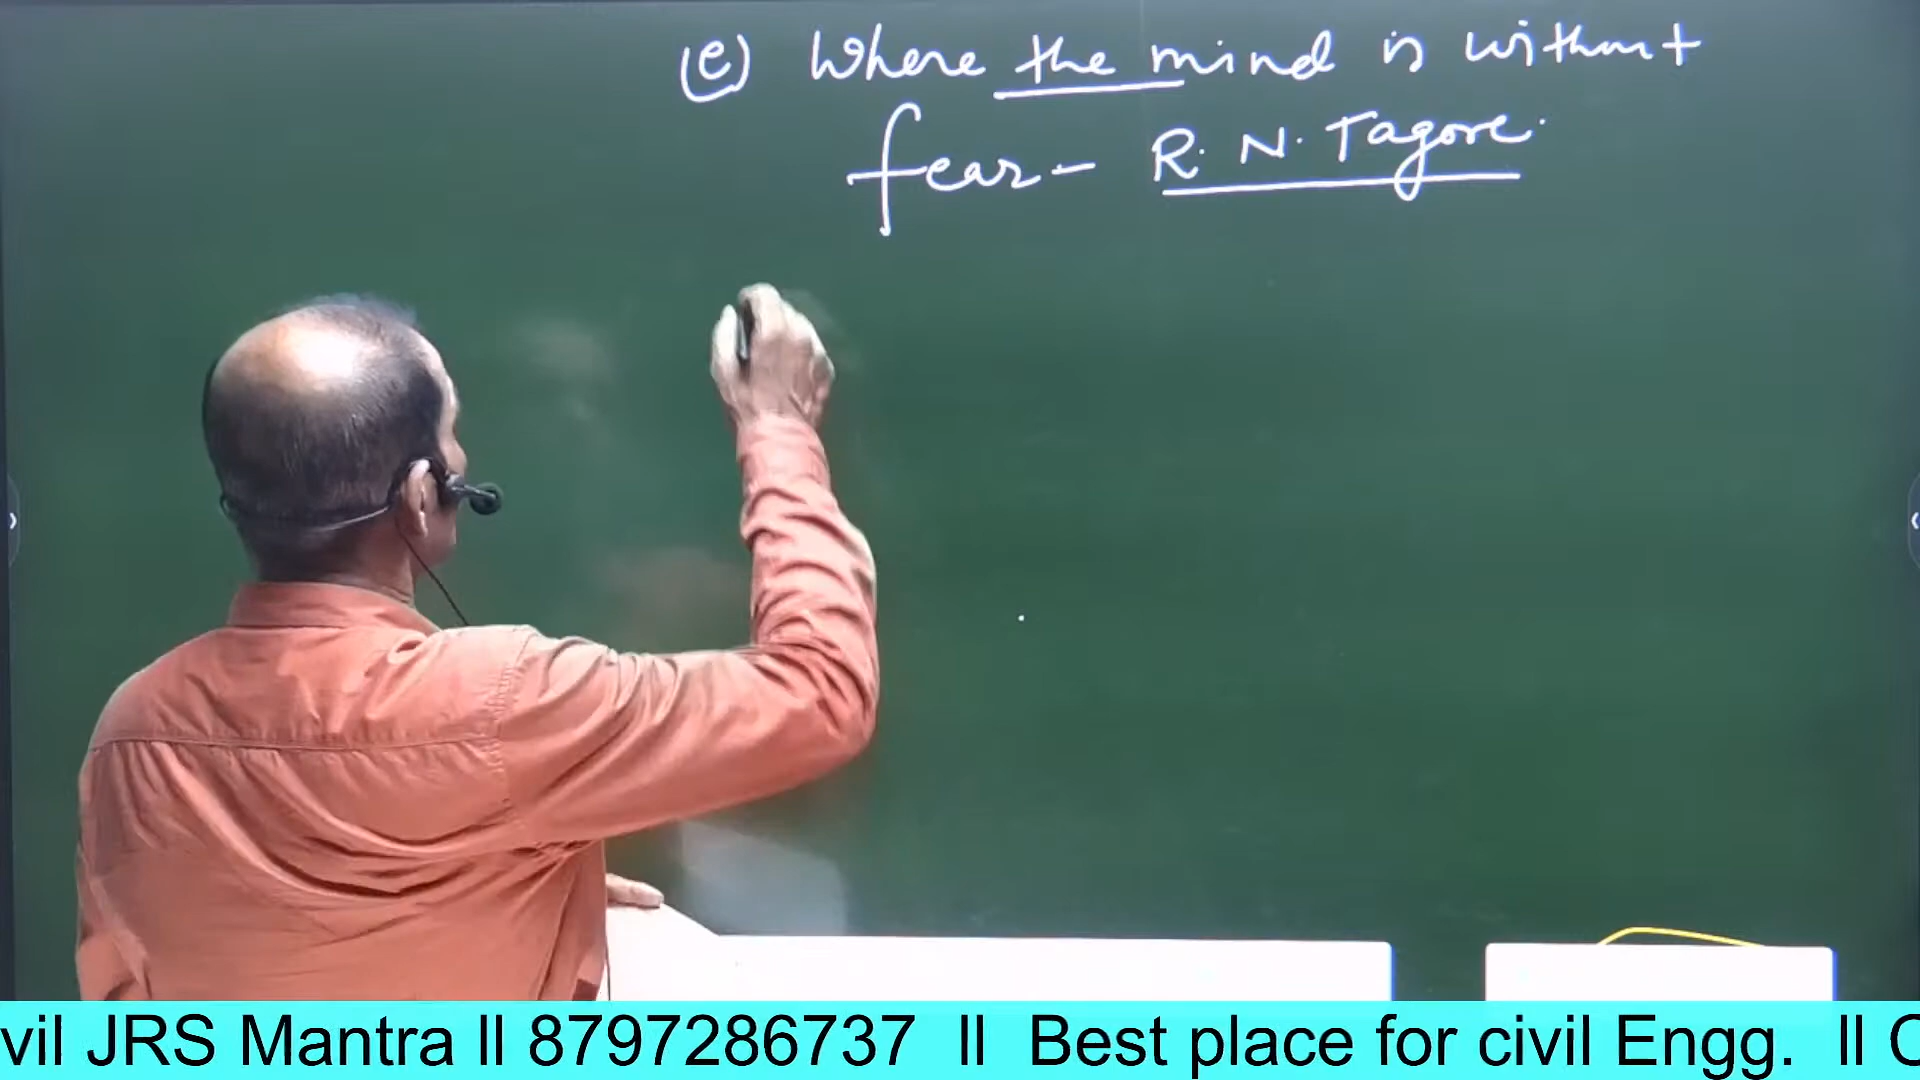 (e) Where the mind is without
fear - R. N. Tagore.
vil JRS Mantra ll 8797286737 ll Best place for civil Engg. ll C